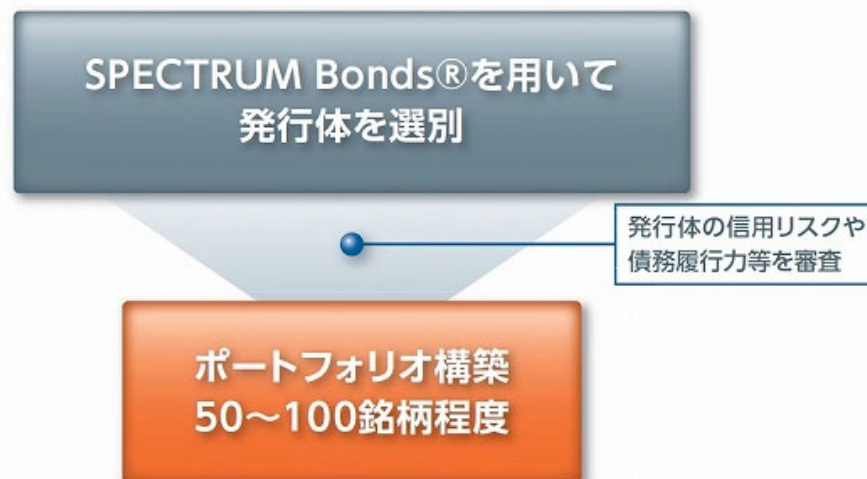 SPECTRUM Bonds®を用いて
発行体を選別
発行体の信用リスクや
債務履行力等を審査
ポートフォリオ構築
50～100銘柄程度